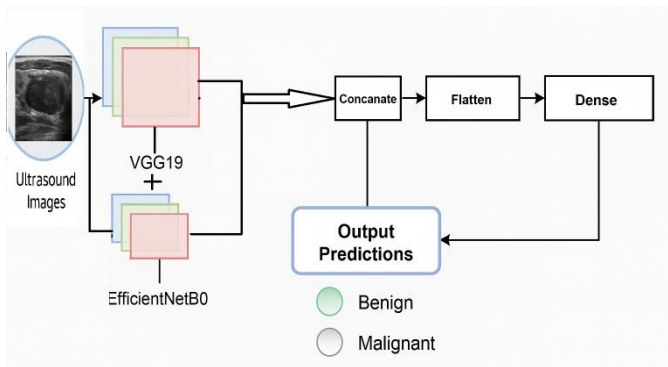 Ultrasound
Images
VGG19
+
EfficientNetB0
Concanate
Flatten
Dense
Output
Predictions
Benign
Malignant